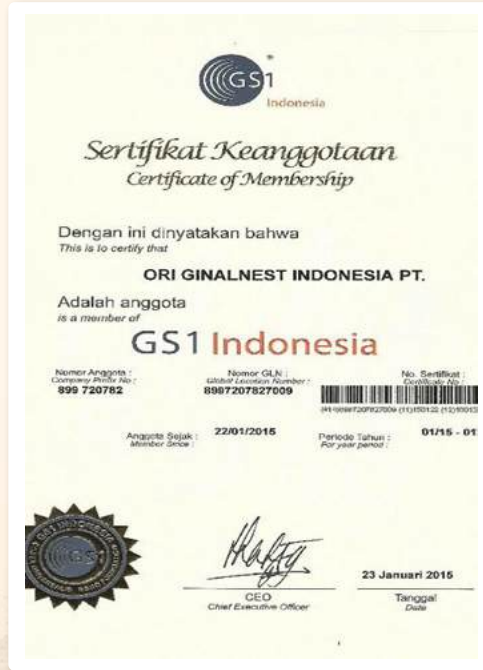 GS1
Indonesia
Sertifikat Keanggotaan
Certificate of Membership
Dengan ini dinyatakan bahwa
This is to certify that
ORI GINALNEST INDONESIA PT.
Adalah anggota
is a member of
GS1 Indonesia
Nomor Anggota :
Company Prefix No :
899 720782
Nomor GLN :
Global Location Number :
8997207827009
No. Sertifikat :
Certificate No :
Anggota Sejak :
Member Since :
22/01/2015
Periode Tahun :
For year period :
01/15 - 01
GS1 INDONESIA
GS1
CEO
Chief Executive Officer
23 Januari 2015
Tanggal
Date